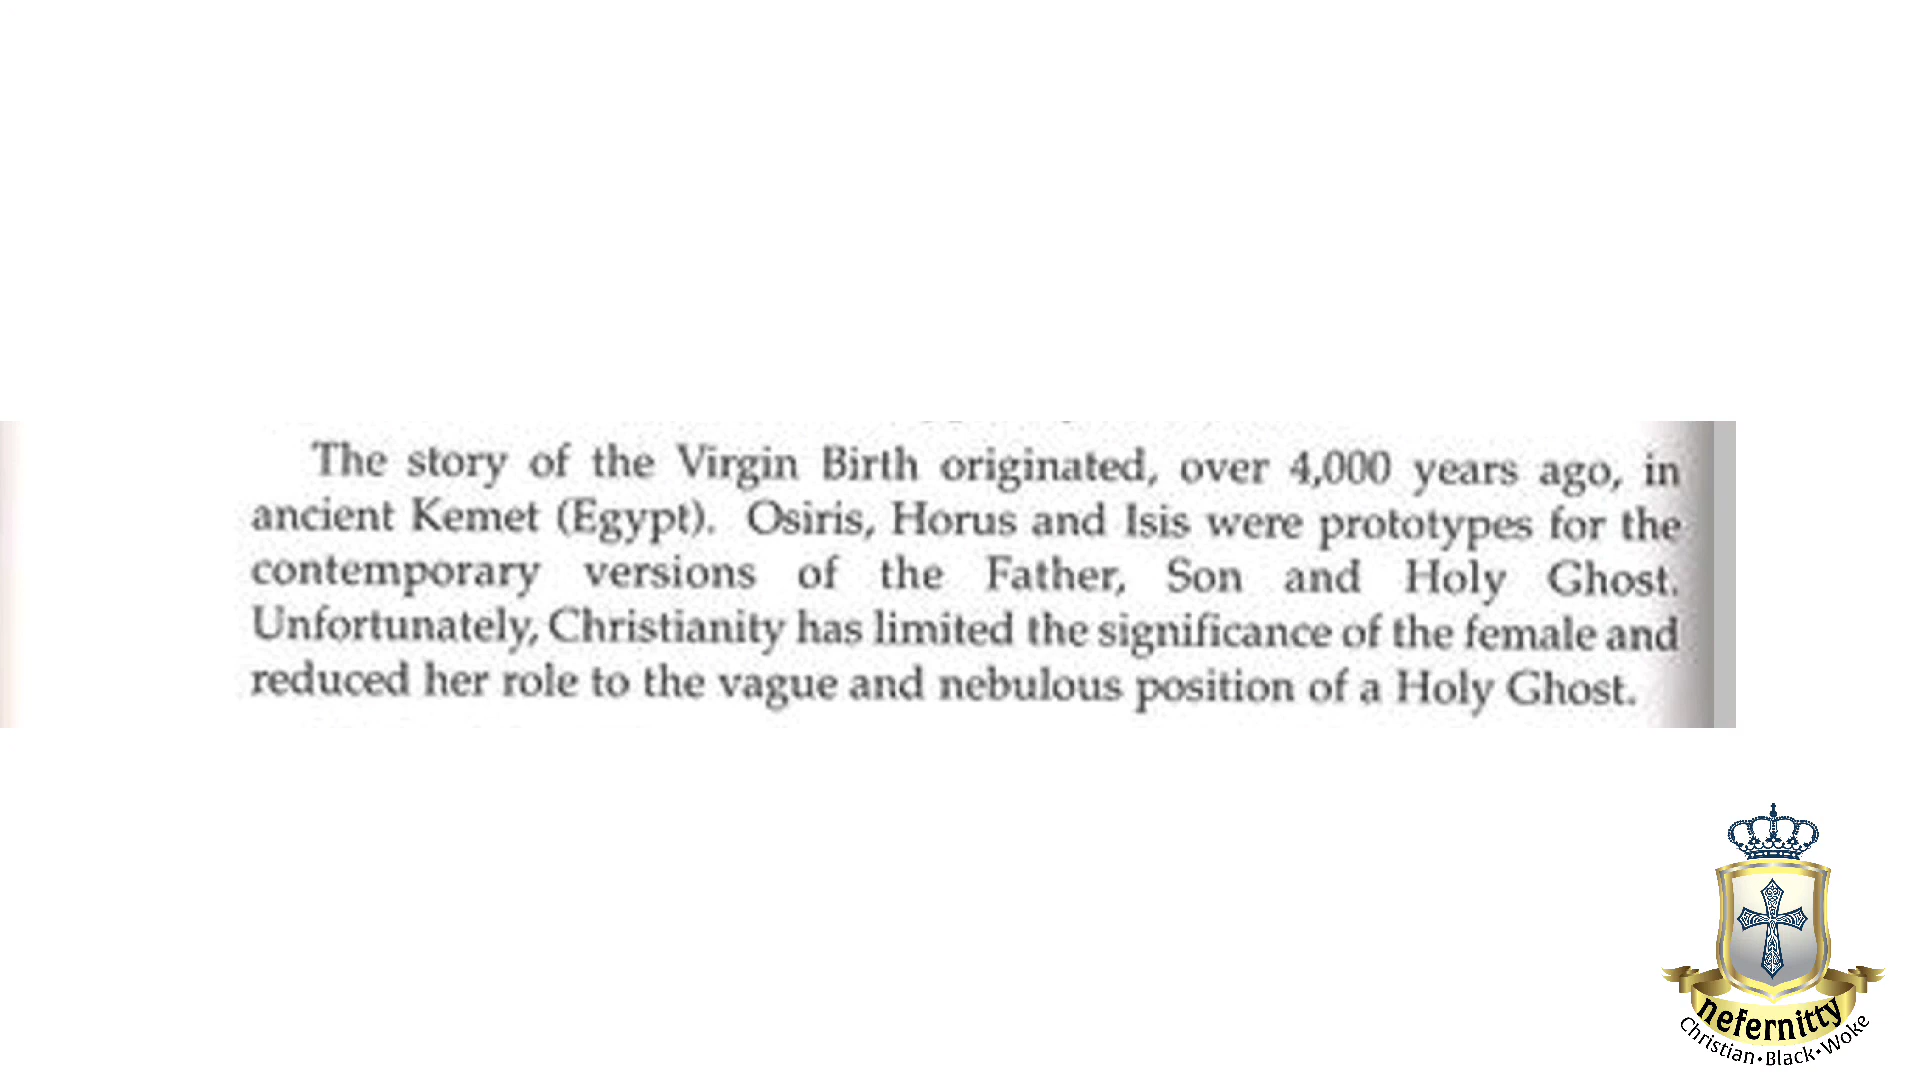 The story of the Virgin Birth originated, over 4,000 years ago, in
ancient Kemet (Egypt). Osiris, Horus and Isis were prototypes for the
contemporary versions of the Father, Son and Holy Ghost.
Unfortunately, Christianity has limited the significance of the female and
reduced her role to the vague and nebulous position of a Holy Ghost.
nefernitty
Christian•Black•Woke